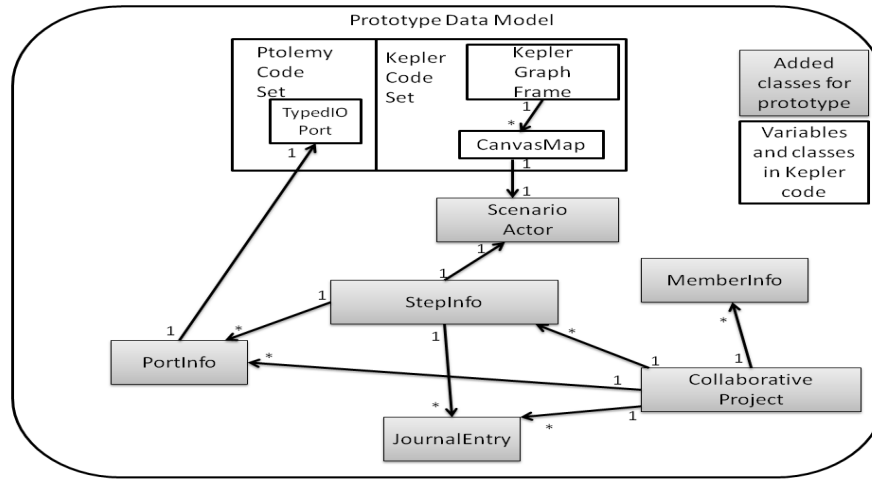 Prototype Data Model
Ptolemy
Code
Set
TypedIO
Port
1
Kepler
Code
Set
Kepler
Graph
Frame
1
*
CanvasMap
1
1
Added
classes for
prototype
Variables
and classes
in Kepler
code
Scenario
Actor
1
1
StepInfo
1
1
*
*
MemberInfo
*
1
1
PortInfo
1
*
*
1
Collaborative
Project
1
*
JournalEntry
*